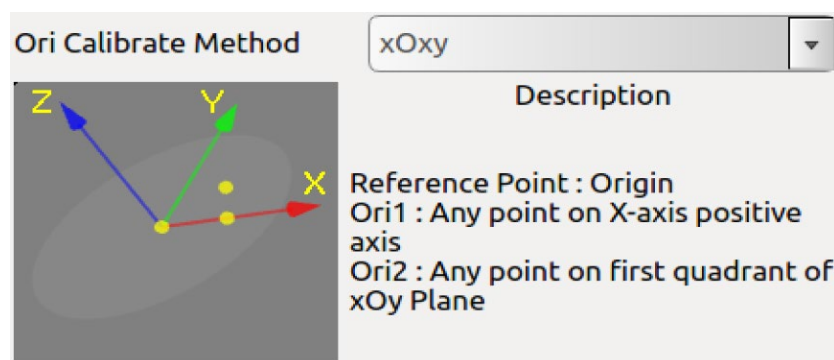 Ori Calibrate Method
xOxy
Z
Y
X
Description
Reference Point : Origin
Ori1 : Any point on X-axis positive
axis
Ori2 : Any point on first quadrant of
xOy Plane